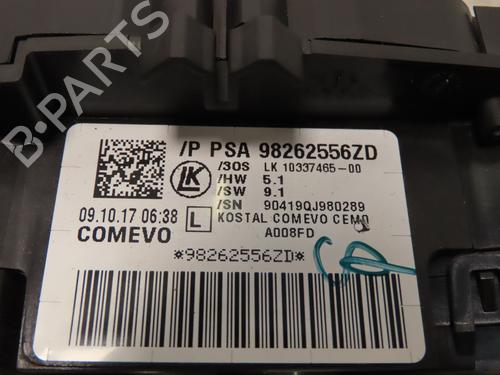 /P PSA 98262556ZD
/3OS LK 10337465-00
/HW 5.1
/SW 9.1
/SN 90419QJ980289
LK
09.10.17 06:38
L
KOSTAL COMEVO CEMO
COMEVO
A008FD
*98262556ZD*